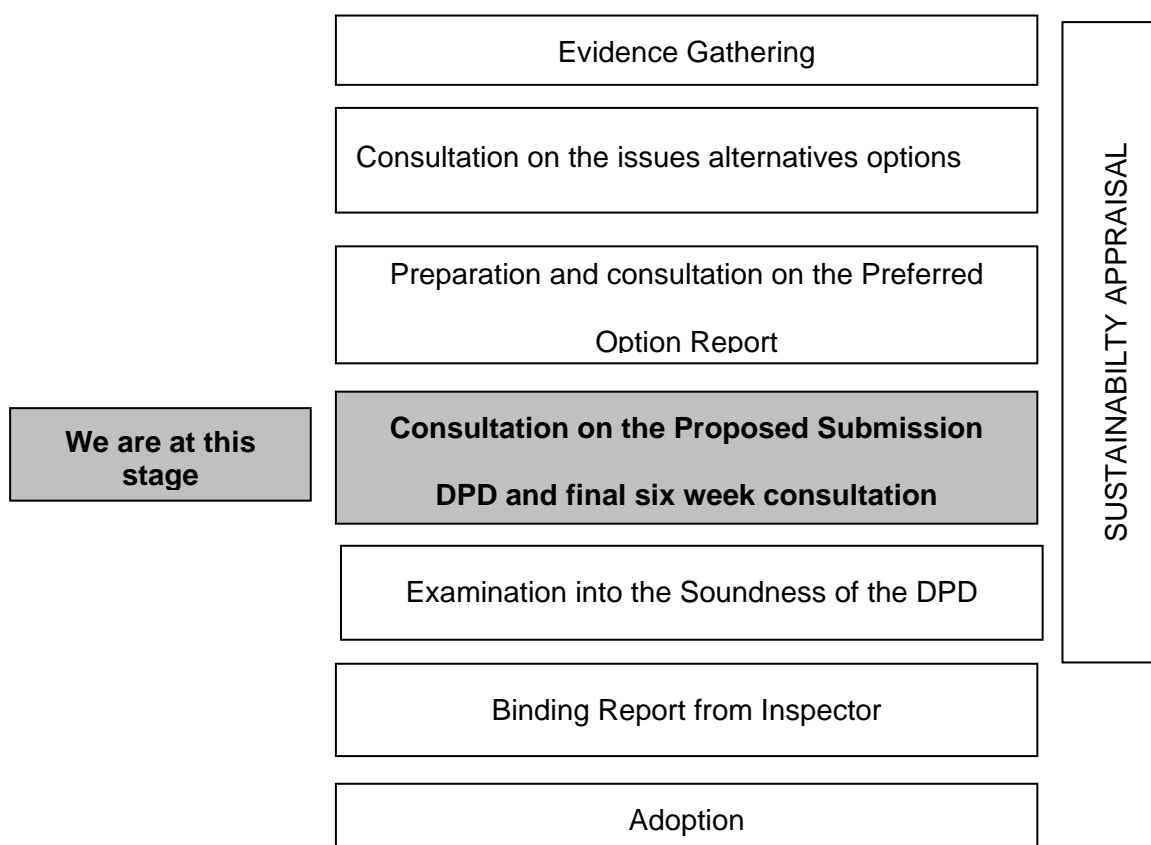 Evidence Gathering
Consultation on the issues alternatives options
Preparation and consultation on the Preferred
Option Report
We are at this
stage
Consultation on the Proposed Submission
DPD and final six week consultation
Examination into the Soundness of the DPD
Binding Report from Inspector
Adoption
SUSTAINABILTY APPRAISAL